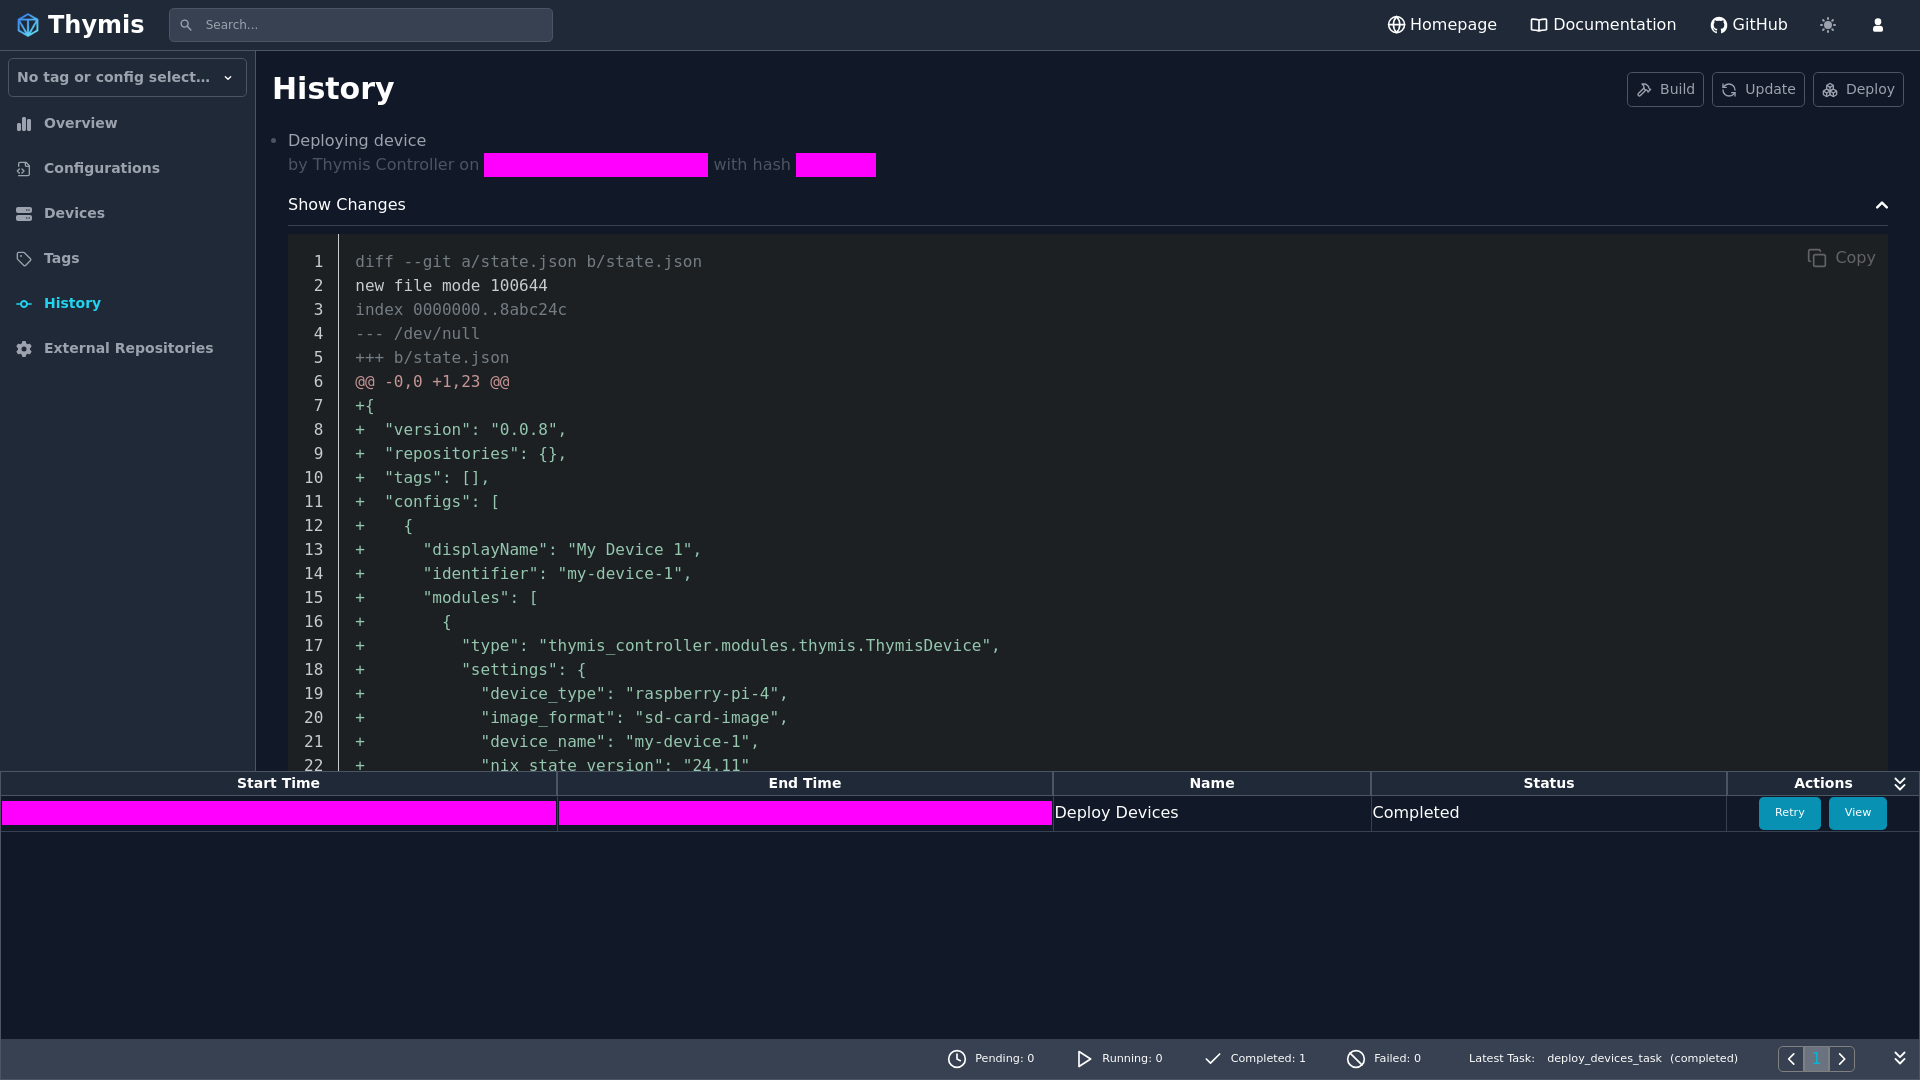 Thymis
Search...
Homepage
Documentation
GitHub
No tag or config select...
Overview
Configurations
Devices
Tags
History
External Repositories
History
Build
Update
Deploy
Deploying device
by Thymis Controller on with hash
Show Changes
Copy
1 diff --git a/state.json b/state.json
2 new file mode 100644
3 index 0000000..8abc24c
4 --- /dev/null
5 +++ b/state.json
6 @@ -0,0 +1,23 @@
7 +{
8 +  "version": "0.0.8",
9 +  "repositories": {},
10 +  "tags": [],
11 +  "configs": [
12 +    {
13 +      "displayName": "My Device 1",
14 +      "identifier": "my-device-1",
15 +      "modules": [
16 +        {
17 +          "type": "thymis_controller.modules.thymis.ThymisDevice",
18 +          "settings": {
19 +            "device_type": "raspberry-pi-4",
20 +            "image_format": "sd-card-image",
21 +            "device_name": "my-device-1",
22 +            "nix_state_version": "24.11"
Start Time End Time Name Status Actions
Deploy Devices Completed Retry View
Pending: 0 Running: 0 Completed: 1 Failed: 0 Latest Task: deploy_devices_task (completed) 1